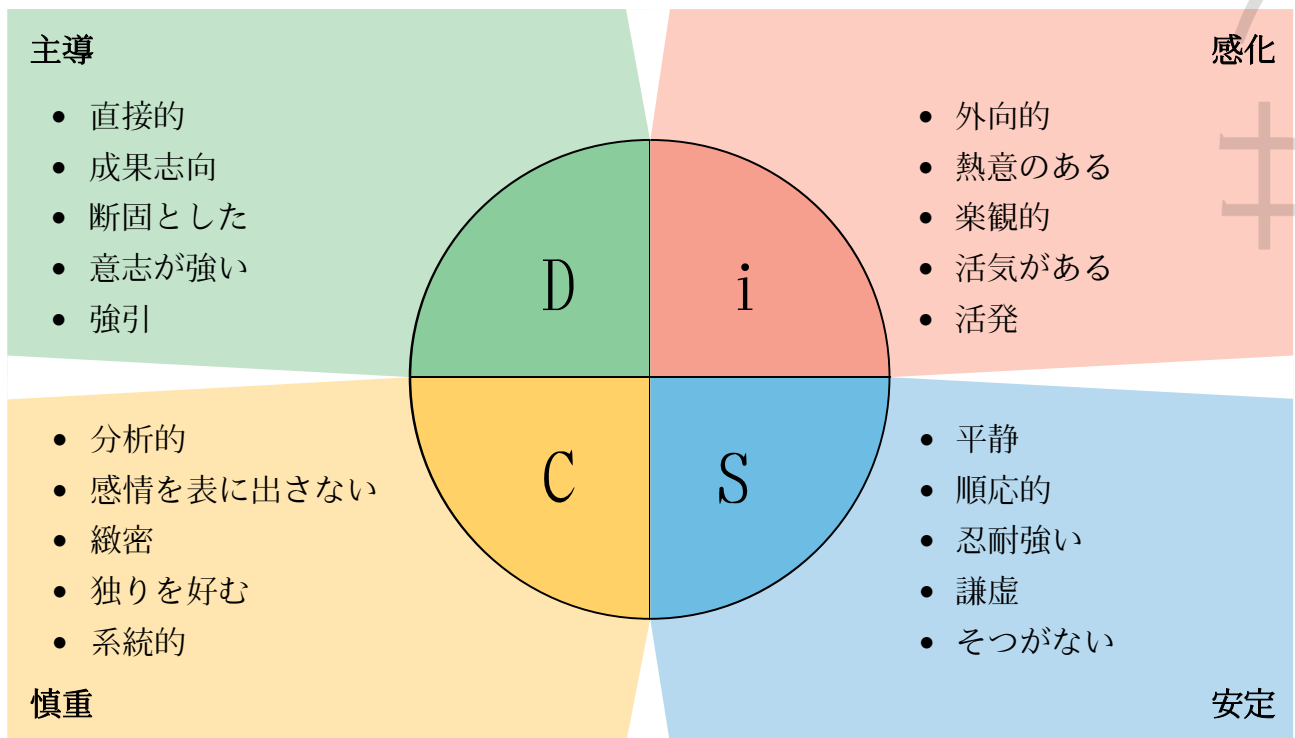 主導
直接的
成果志向
断固とした
意志が強い
強引
感化
外向的
熱意のある
楽観的
活気がある
活発
D
i
C
S
分析的
感情を表に出さない
緻密
独りを好む
系統的
慎重
平静
順応的
忍耐強い
謙虚
そつがない
安定